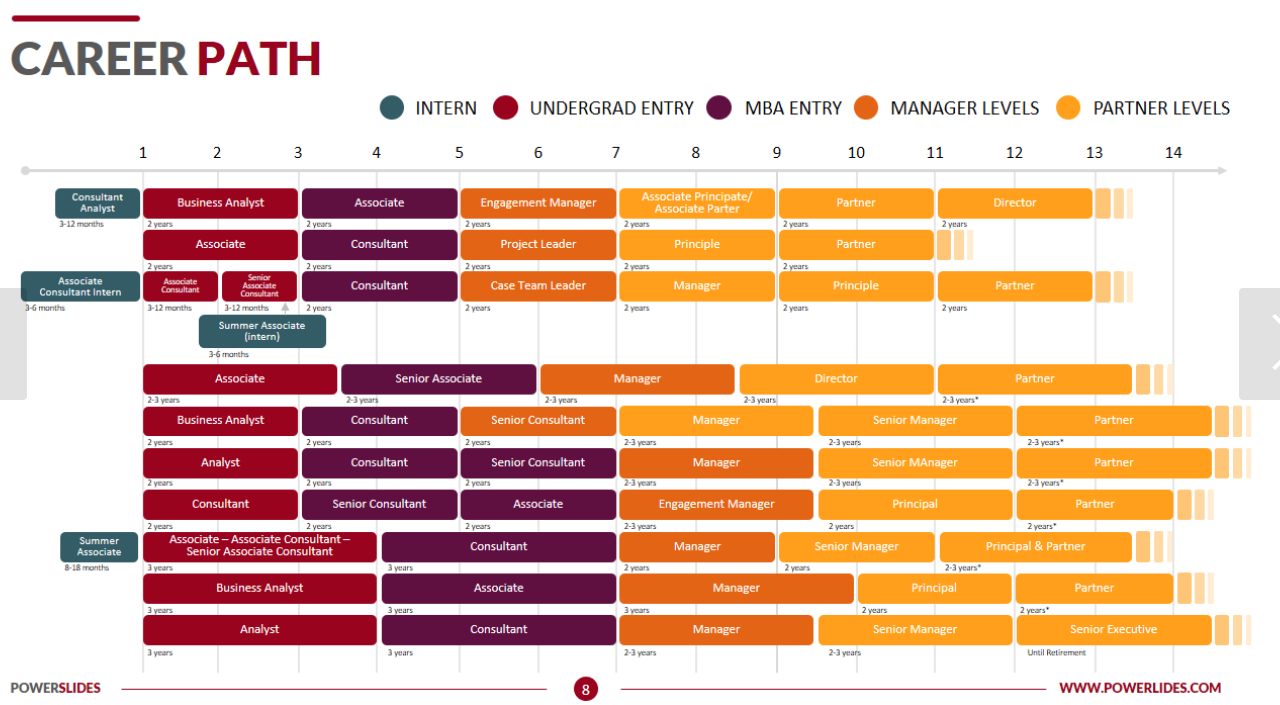 CAREER PATH
INTERN UNDERGRAD ENTRY MBA ENTRY MANAGER LEVELS PARTNER LEVELS
1 2 3 4 5 6 7 8 9 10 11 12 13 14
Consultant
Analyst
Business Analyst Associate Engagement Manager
Associate Principate/
Associate Parter
Partner Director
3-12 months 2 years 2 years 2 years 2 years 2 years 2 years
Associate Consultant Project Leader Principle Partner
2 years 2 years 2 years 2 years 2 years
Associate
Consultant Intern
Associate
Consultant
Senior
Associate
Consultant
Consultant Case Team Leader Manager Principle Partner
3-6 months 3-12 months 3-12 months 2 years 2 years 2 years 2 years 2 years
Summer Associate
(intern)
3-6 months
Associate Senior Associate Manager Director Partner
2-3 years 2-3 years 2-3 years 2-3 years 2-3 years*
Business Analyst Consultant Senior Consultant Manager Senior Manager Partner
2 years 2 years 2 years 2-3 years 2-3 years 2-3 years*
Analyst Consultant Senior Consultant Manager Senior MAnager Partner
2 years 2 years 2 years 2-3 years 2-3 years 2-3 years*
Consultant Senior Consultant Associate Engagement Manager Principal Partner
2 years 2 years 2 years 2-3 years 2 years 2 years*
Summer
Associate
Associate – Associate Consultant –
Senior Associate Consultant
Consultant Manager Senior Manager Principal & Partner
8-18 months 3 years 3 years 2 years 2 years 2-3 years*
Business Analyst Associate Manager Principal Partner
3 years 3 years 3 years 2 years 2 years*
Analyst Consultant Manager Senior Manager Senior Executive
3 years 3 years 2-3 years 2-3 years Until Retirement
POWERSLIDES 8 WWW.POWERLIDES.COM